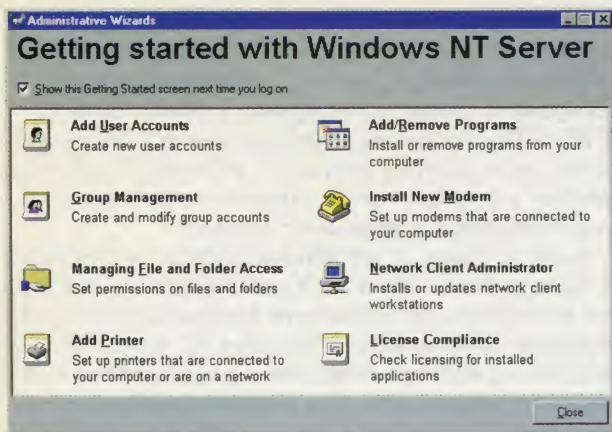 Administrative Wizards
Getting started with Windows NT Server
Show this Getting Started screen next time you log on
Add User Accounts
Create new user accounts
Group Management
Create and modify group accounts
Managing File and Folder Access
Set permissions on files and folders
Add Printer
Set up printers that are connected to
your computer or are on a network
Add/Remove Programs
Install or remove programs from your
computer
Install New Modem
Set up modems that are connected to
your computer
Network Client Administrator
Installs or updates network client
workstations
License Compliance
Check licensing for installed
applications
Close